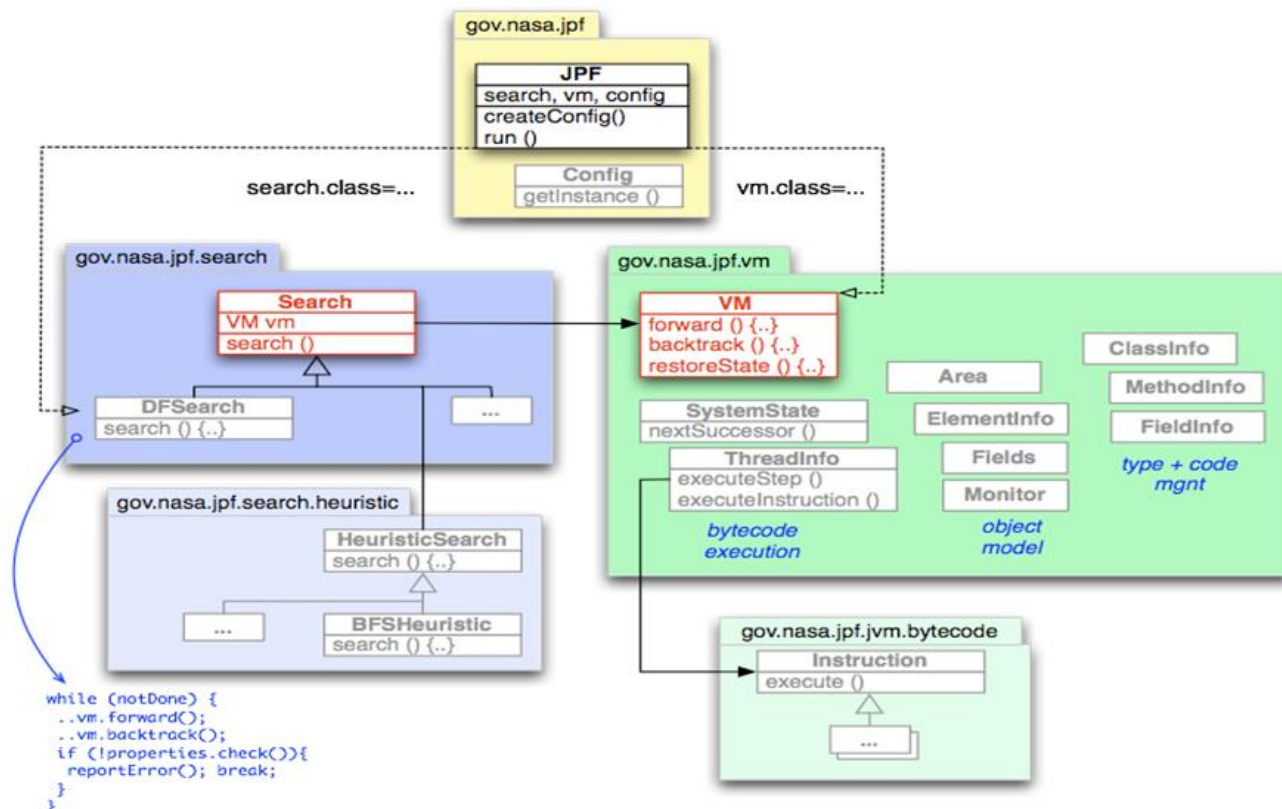 gov.nasa.jpf
JPF
search, vm, config
createConfig()
run ()
Config
getInstance ()
search.class=...
vm.class=...
gov.nasa.jpf.search
Search
VM vm
search ()
DFSearch
search () {..}
...
gov.nasa.jpf.search.heuristic
HeuristicSearch
search () {..}
...
BFSHeuristic
search () {..}
while (notDone) {
..vm.forward();
..vm.backtrack();
if (!properties.check()){
reportError(); break;
}
}
gov.nasa.jpf.vm
VM
forward () {..}
backtrack () {..}
restoreState () {..}
SystemState
nextSuccessor ()
ThreadInfo
executeStep ()
executeInstruction ()
bytecode
execution
Area
ElementInfo
Fields
Monitor
object
model
ClassInfo
MethodInfo
FieldInfo
type + code
mgnt
gov.nasa.jpf.jvm.bytecode
Instruction
execute ()
...